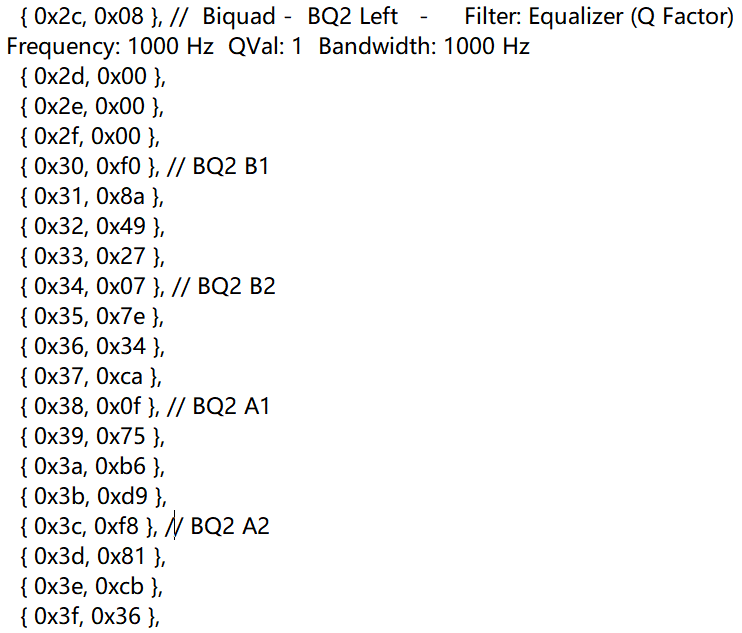 { 0x2c, 0x08 }, //  Biquad -  BQ2 Left   -     Filter: Equalizer (Q Factor)
Frequency: 1000 Hz  QVal: 1  Bandwidth: 1000 Hz
{ 0x2d, 0x00 },
{ 0x2e, 0x00 },
{ 0x2f, 0x00 },
{ 0x30, 0xf0 }, // BQ2 B1
{ 0x31, 0x8a },
{ 0x32, 0x49 },
{ 0x33, 0x27 },
{ 0x34, 0x07 }, // BQ2 B2
{ 0x35, 0x7e },
{ 0x36, 0x34 },
{ 0x37, 0xca },
{ 0x38, 0x0f }, // BQ2 A1
{ 0x39, 0x75 },
{ 0x3a, 0xb6 },
{ 0x3b, 0xd9 },
{ 0x3c, 0xf8 }, // BQ2 A2
{ 0x3d, 0x81 },
{ 0x3e, 0xcb },
{ 0x3f, 0x36 },